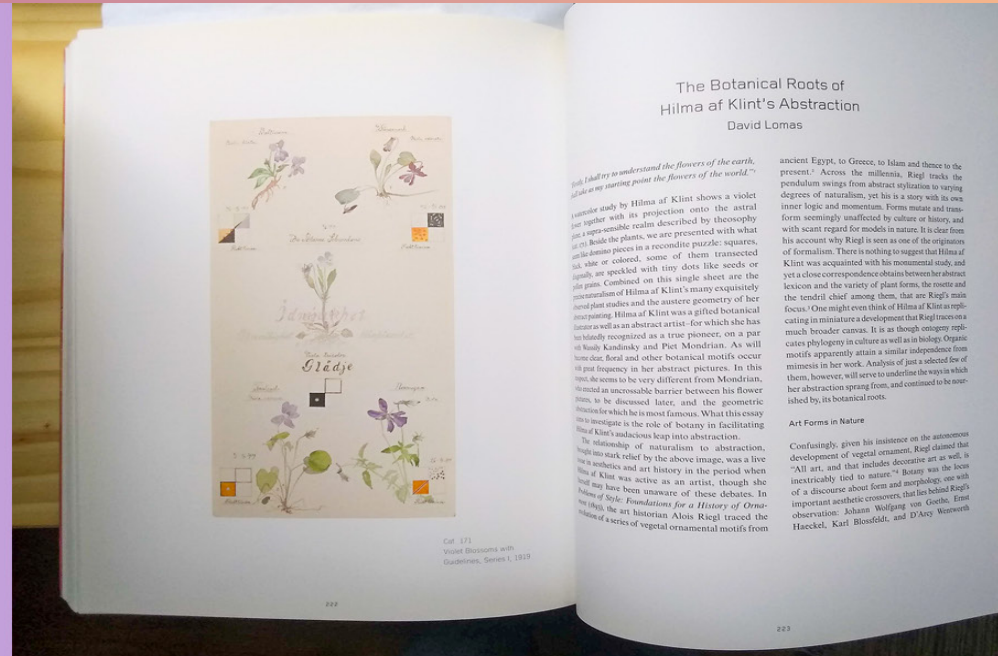 Glädje
Cat. 171
Violet Blossoms with
Guidelines, Series I, 1919
222
The Botanical Roots of
Hilma af Klint's Abstraction
David Lomas
I shall try to understand the flowers of the earth,
take as my starting point the flowers of the world."¹
watercolor study by Hilma af Klint shows a violet
together with its projection onto the astral
a supra-sensible realm described by theosophy
Beside the plants, we are presented with what
like domino pieces in a recondite puzzle: squares,
white or colored, some of them transected
are speckled with tiny dots like seeds or
grains. Combined on this single sheet are the
naturalism of Hilma af Klint's many exquisitely
plant studies and the austere geometry of her
painting. Hilma af Klint was a gifted botanical
illustrator as well as an abstract artist–for which she has
belatedly recognized as a true pioneer, on a par
with Wassily Kandinsky and Piet Mondrian. As will
become clear, floral and other botanical motifs occur
with great frequency in her abstract pictures. In this
respect, she seems to be very different from Mondrian,
who erected an uncrossable barrier between his flower
pictures, to be discussed later, and the geometric
abstraction for which he is most famous. What this essay
aims to investigate is the role of botany in facilitating
Hilma af Klint's audacious leap into abstraction.
The relationship of naturalism to abstraction,
brought into stark relief by the above image, was a live
issue in aesthetics and art history in the period when
Hilma af Klint was active as an artist, though she
herself may have been unaware of these debates. In
Problems of Style: Foundations for a History of Orna-
ment (1893), the art historian Alois Riegl traced the
evolution of a series of vegetal ornamental motifs from
ancient Egypt, to Greece, to Islam and thence to the
present.² Across the millennia, Riegl tracks the
pendulum swings from abstract stylization to varying
degrees of naturalism, yet his is a story with its own
inner logic and momentum. Forms mutate and trans-
form seemingly unaffected by culture or history, and
with scant regard for models in nature. It is clear from
his account why Riegl is seen as one of the originators
of formalism. There is nothing to suggest that Hilma af
Klint was acquainted with his monumental study, and
yet a close correspondence obtains between her abstract
lexicon and the variety of plant forms, the rosette and
the tendril chief among them, that are Riegl's main
focus.³ One might even think of Hilma af Klint as repli-
cating in miniature a development that Riegl traces on a
much broader canvas. It is as though ontogeny repli-
cates phylogeny in culture as well as in biology. Organic
motifs apparently attain a similar independence from
mimesis in her work. Analysis of just a selected few of
them, however, will serve to underline the ways in which
her abstraction sprang from, and continued to be nour-
ished by, its botanical roots.
Art Forms in Nature
Confusingly, given his insistence on the autonomous
development of vegetal ornament, Riegl claimed that
"All art, and that includes decorative art as well, is
inextricably tied to nature."⁴ Botany was the locus
of a discourse about form and morphology, one with
important aesthetic crossovers, that lies behind Riegl's
observation: Johann Wolfgang von Goethe, Ernst
Haeckel, Karl Blossfeldt, and D'Arcy Wentworth
223